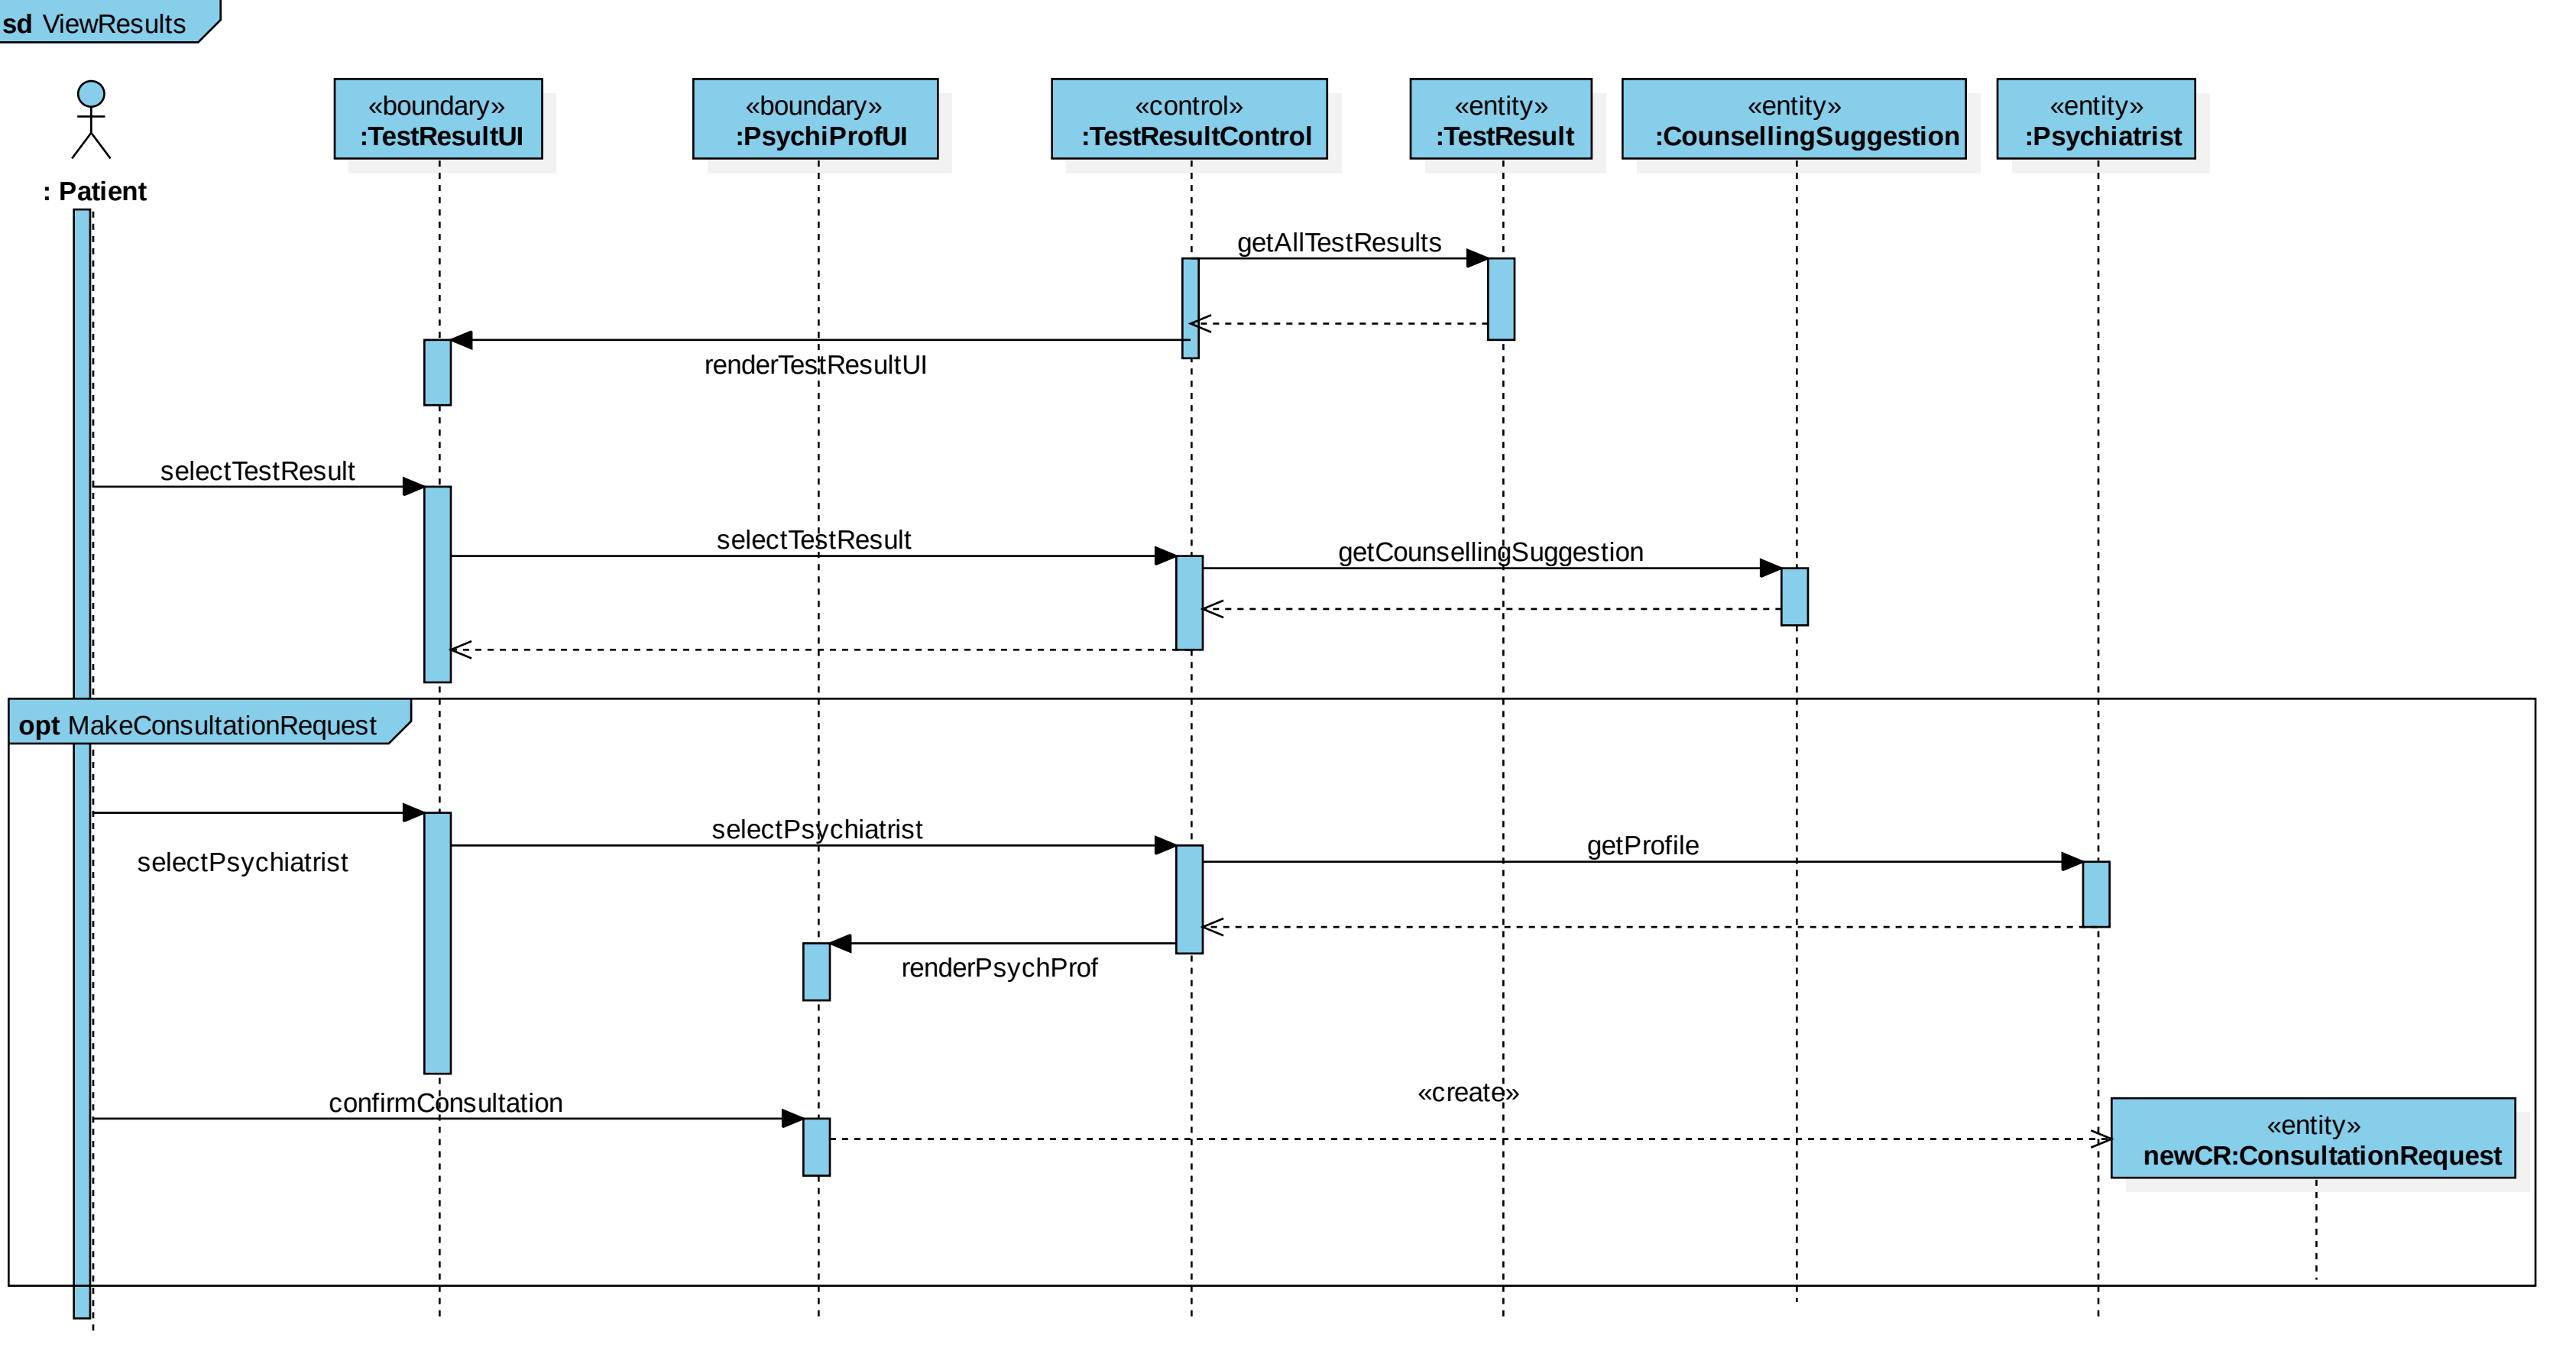 sd ViewResults
«boundary»
:TestResultUI
«boundary»
:PsychiProfUI
«control»
:TestResultControl
«entity»
:TestResult
«entity»
:CounsellingSuggestion
«entity»
:Psychiatrist
: Patient
getAllTestResults
renderTestResultUI
selectTestResult
selectTestResult
getCounsellingSuggestion
opt MakeConsultationRequest
selectPsychiatrist
selectPsychiatrist
getProfile
renderPsychProf
confirmConsultation
«create»
«entity»
newCR:ConsultationRequest